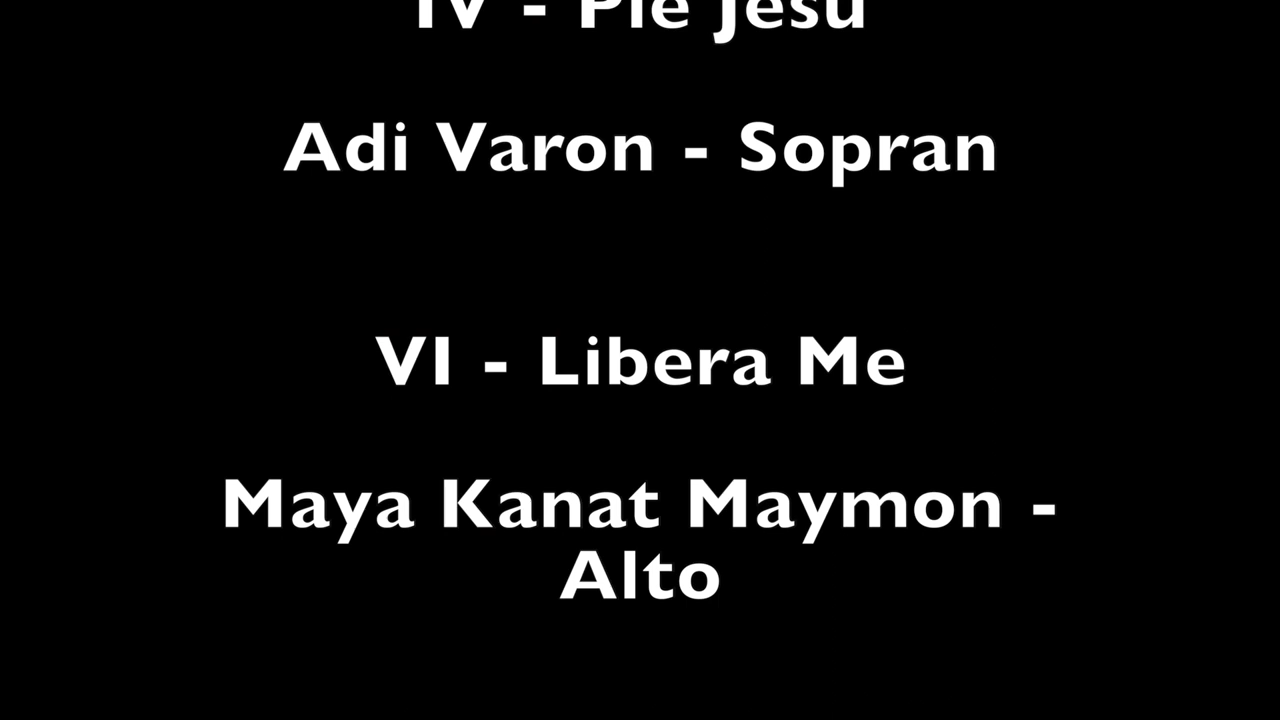 IV - Pie Jesu
Adi Varon - Sopran
VI - Libera Me
Maya Kanat Maymon -
Alto